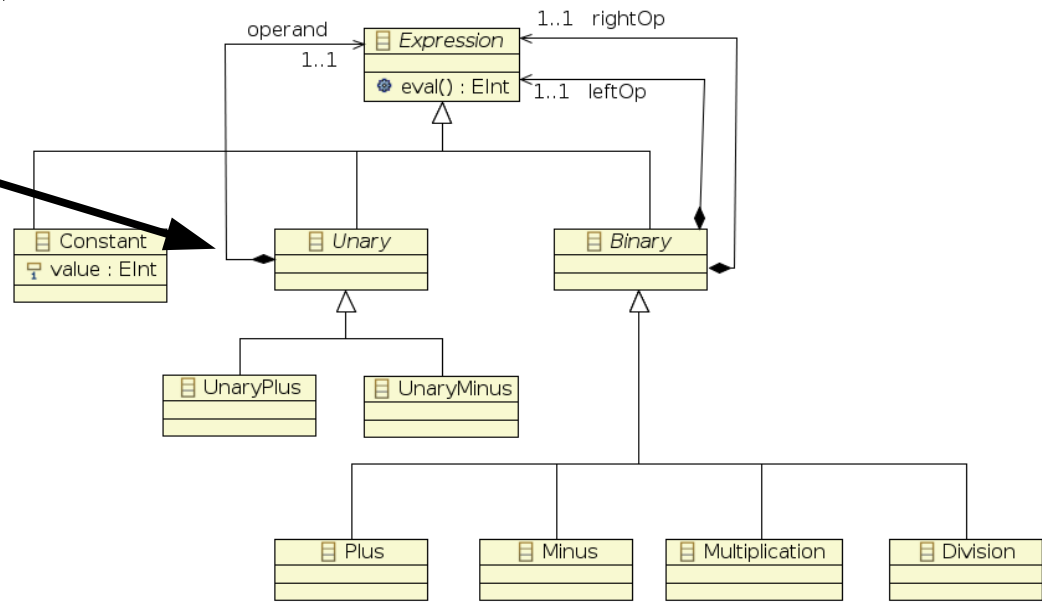 1..1 rightOp
operand
Expression
1..1
eval() : EInt
1..1 leftOp
Constant
Unary
Binary
value : EInt
UnaryPlus
UnaryMinus
Plus
Minus
Multiplication
Division